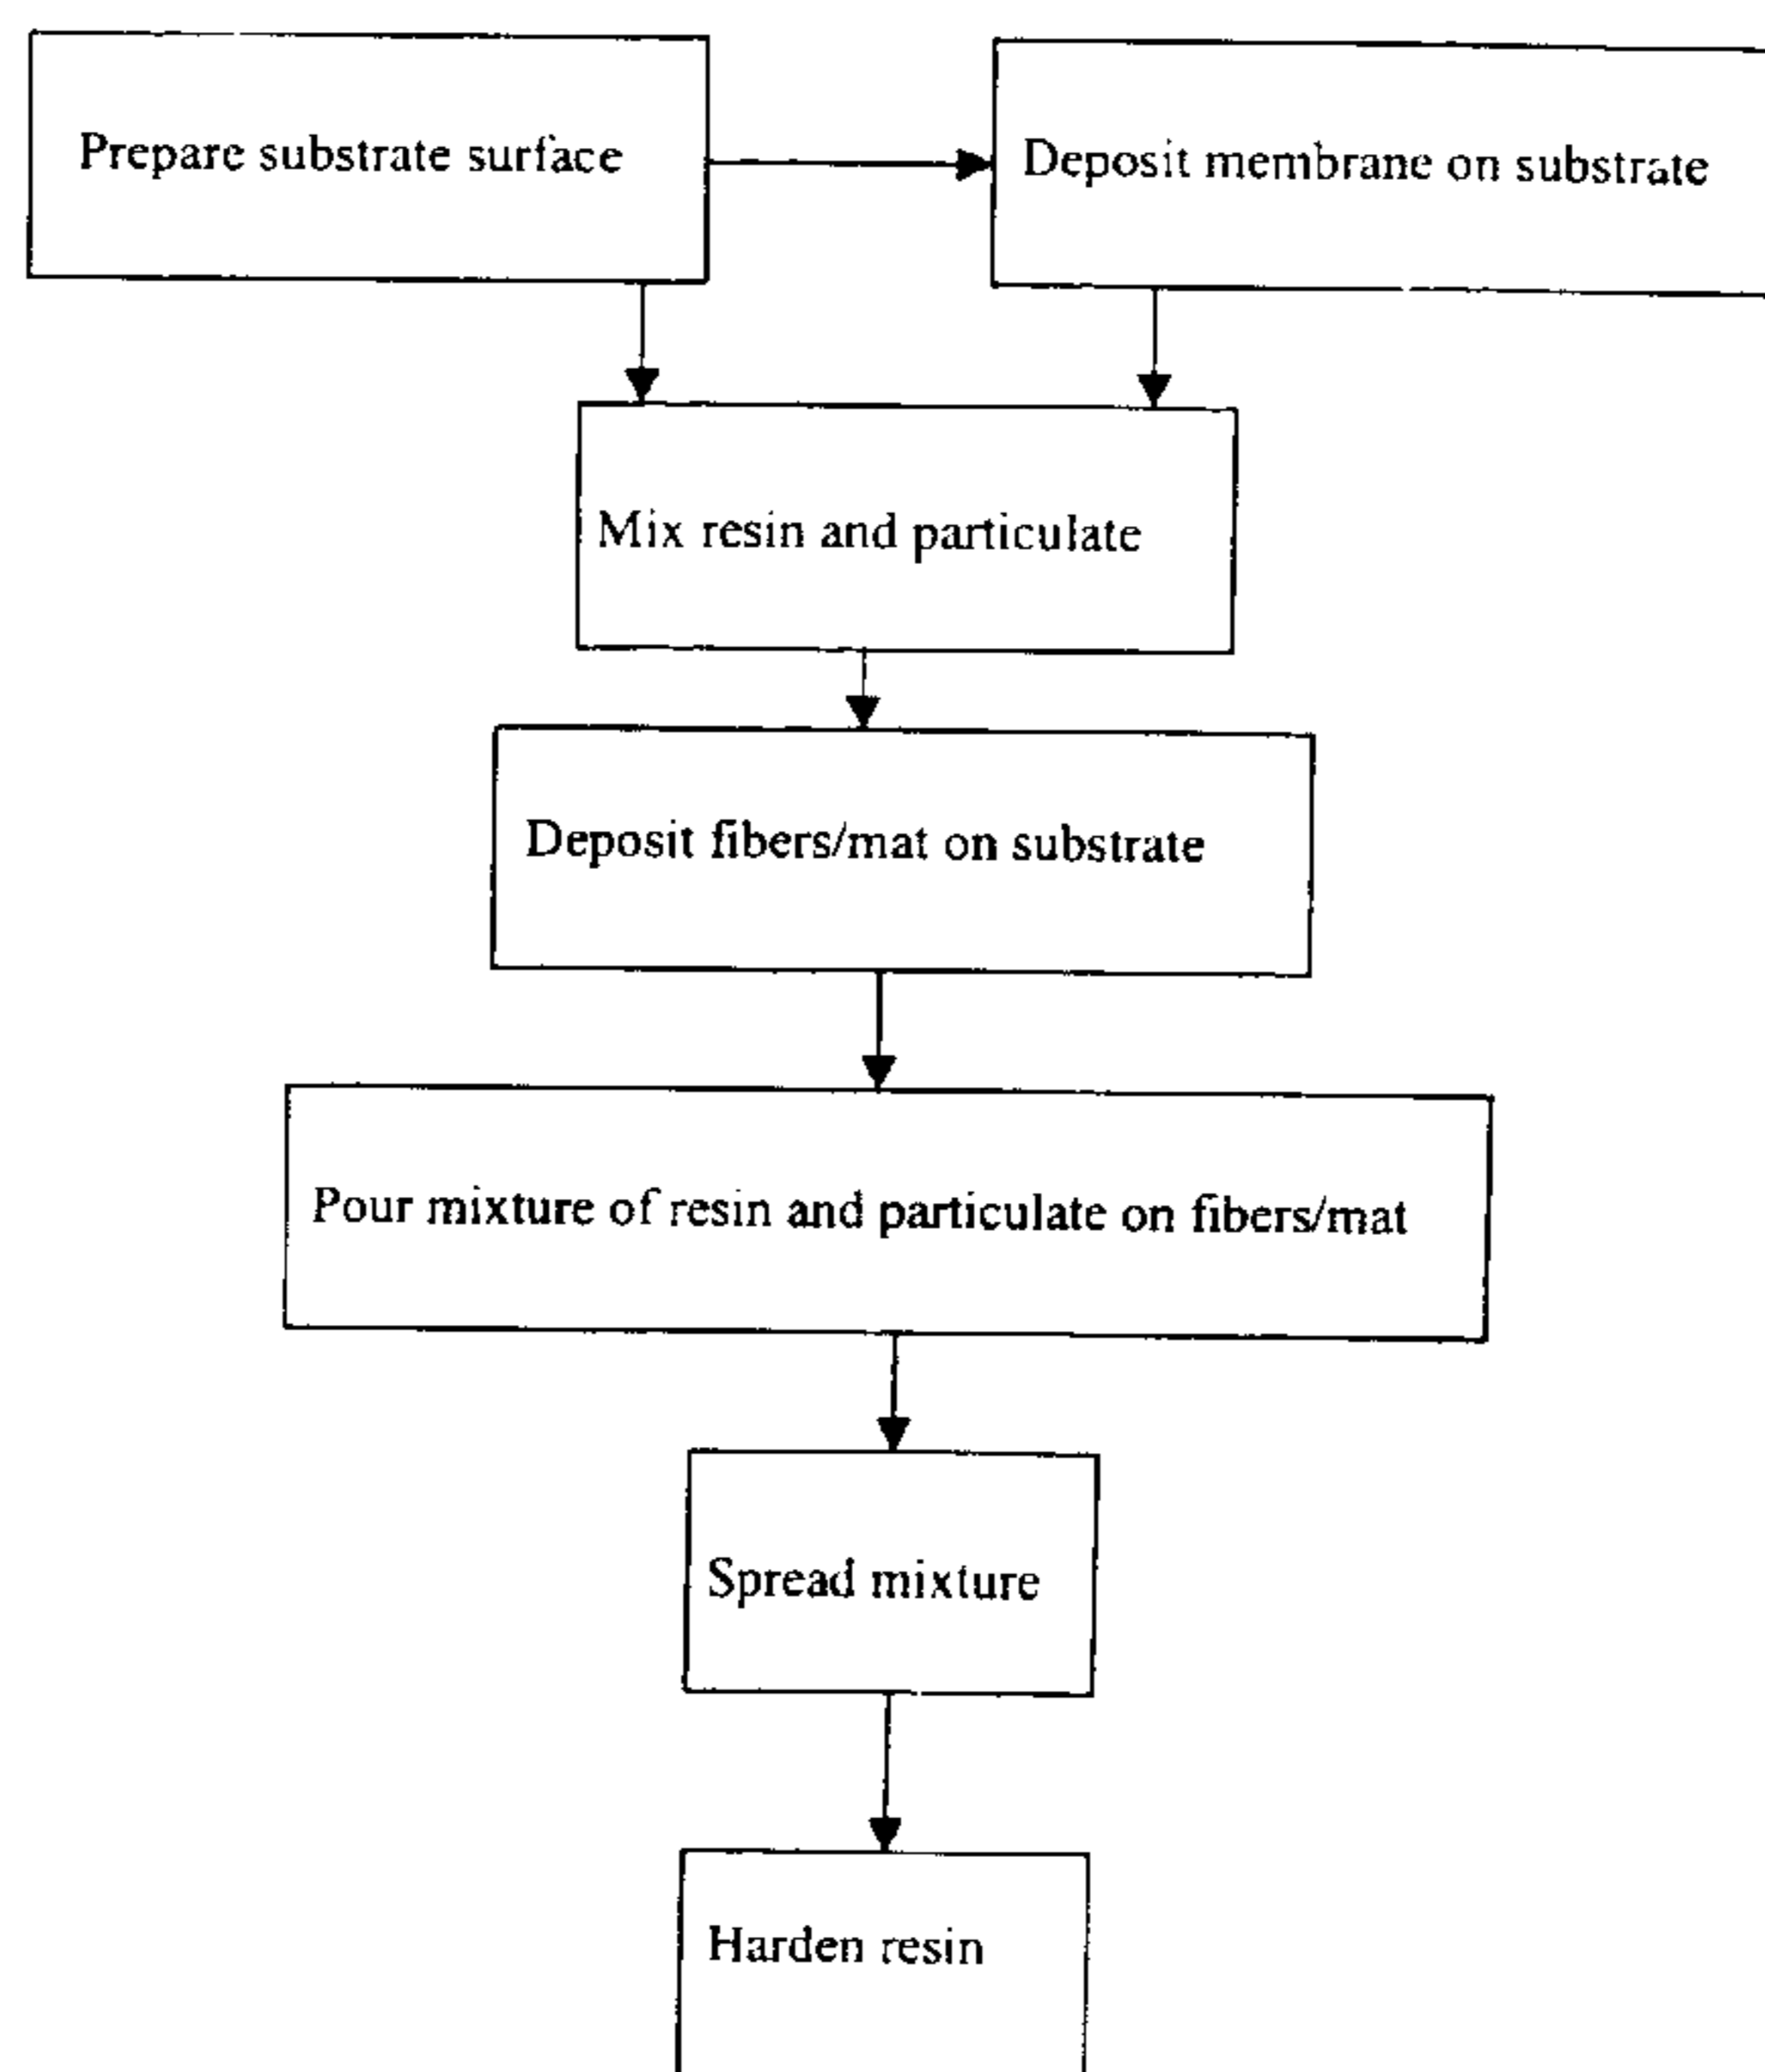 Prepare substrate surface
Deposit membrane on substrate
Mix resin and particulate
Deposit fibers/mat on substrate
Pour mixture of resin and particulate on fibers/mat
Spread mixture
Harden resin